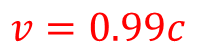 v = 0.99c